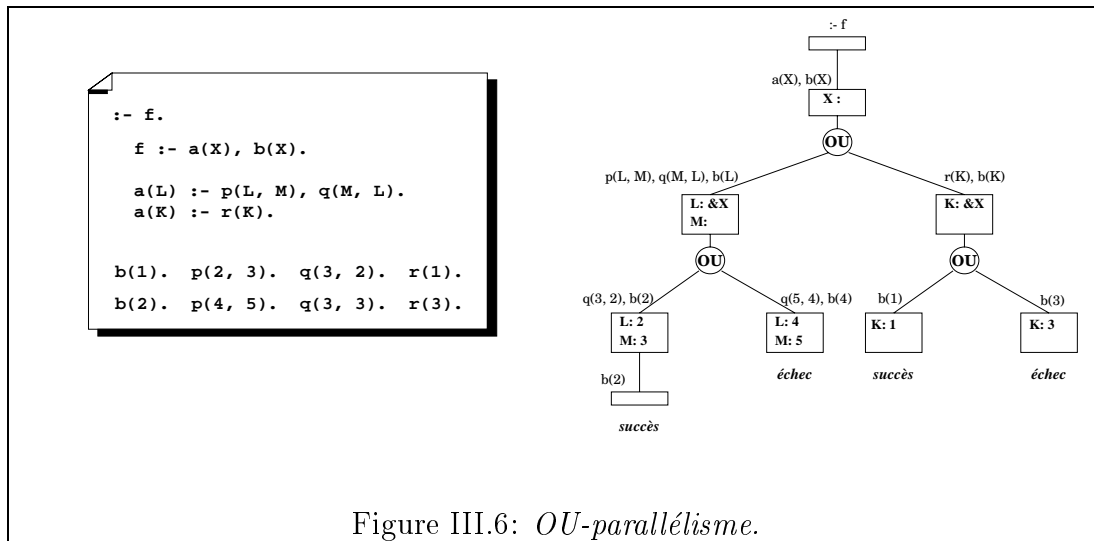 :- f.
f :- a(X), b(X).
a(L) :- p(L, M), q(M, L).
a(K) :- r(K).
b(1). p(2, 3). q(3, 2). r(1).
b(2). p(4, 5). q(3, 3). r(3).
:- f
a(X), b(X)
X :
OU
p(L, M), q(M, L), b(L)
r(K), b(K)
L: &X
M:
K: &X
OU
OU
q(3, 2), b(2)
q(5, 4), b(4)
b(1)
b(3)
L: 2
M: 3
L: 4
M: 5
K: 1
K: 3
b(2)
échec
succès
échec
succès
Figure III.6: OU-parallélisme.